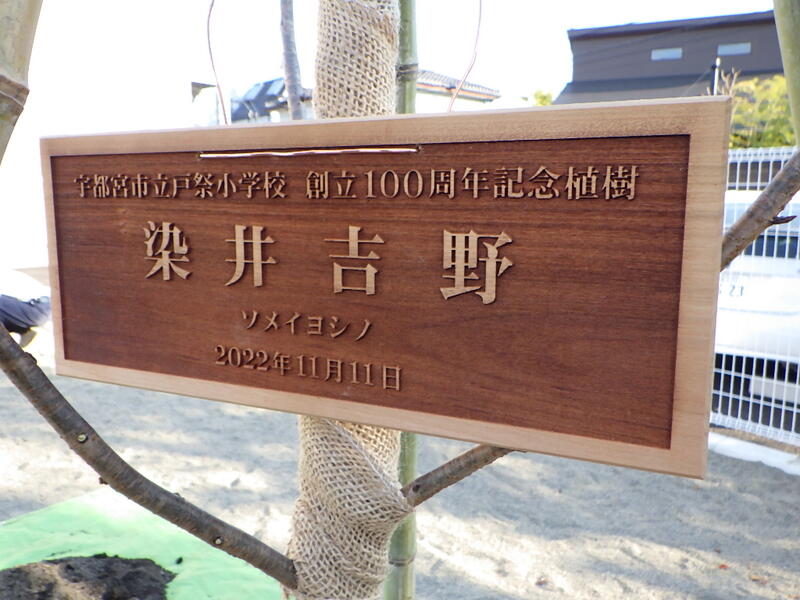 宇都宮市立戸祭小学校 創立100周年記念植樹
染井吉野
ソメイヨシノ
2022年11月11日